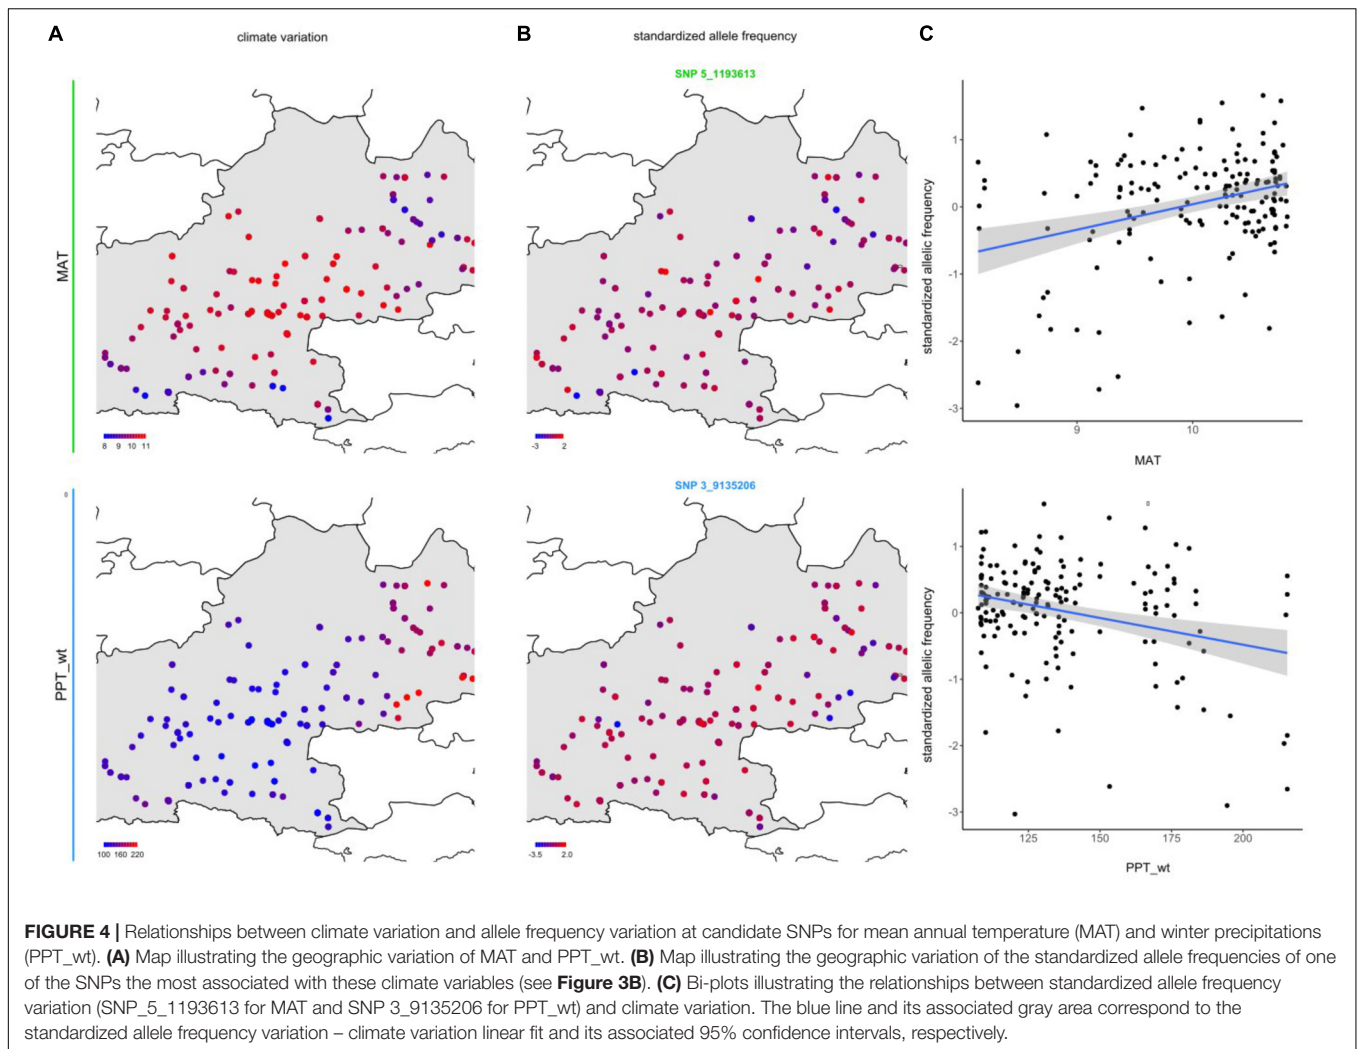 A
climate variation
B
standardized allele frequency
C
SNP 5_1193613
MAT
8 9 10 11
-3 2
standardized allelic frequency
1
0
-1
-2
-3
9 10
MAT
0
PPT_wt
SNP 3_9135206
100 160 220
-3.5 2.0
standardized allelic frequency
0
1
0
-1
-2
-3
125 150 175 200
PPT_wt
FIGURE 4 | Relationships between climate variation and allele frequency variation at candidate SNPs for mean annual temperature (MAT) and winter precipitations
(PPT_wt). (A) Map illustrating the geographic variation of MAT and PPT_wt. (B) Map illustrating the geographic variation of the standardized allele frequencies of one
of the SNPs the most associated with these climate variables (see Figure 3B). (C) Bi-plots illustrating the relationships between standardized allele frequency
variation (SNP_5_1193613 for MAT and SNP 3_9135206 for PPT_wt) and climate variation. The blue line and its associated gray area correspond to the
standardized allele frequency variation – climate variation linear fit and its associated 95% confidence intervals, respectively.